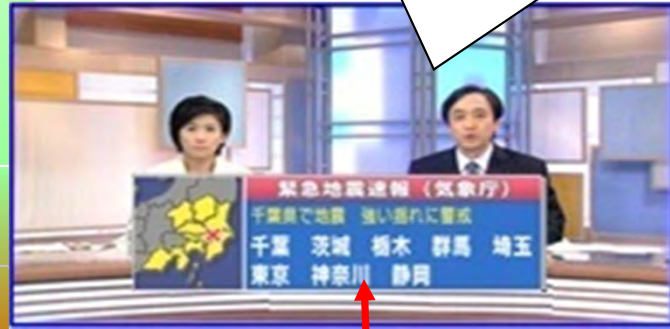 緊急地震速報（気象庁）
千葉県で地震　強い揺れに警戒
千葉　茨城　栃木　群馬　埼玉
東京　神奈川　静岡